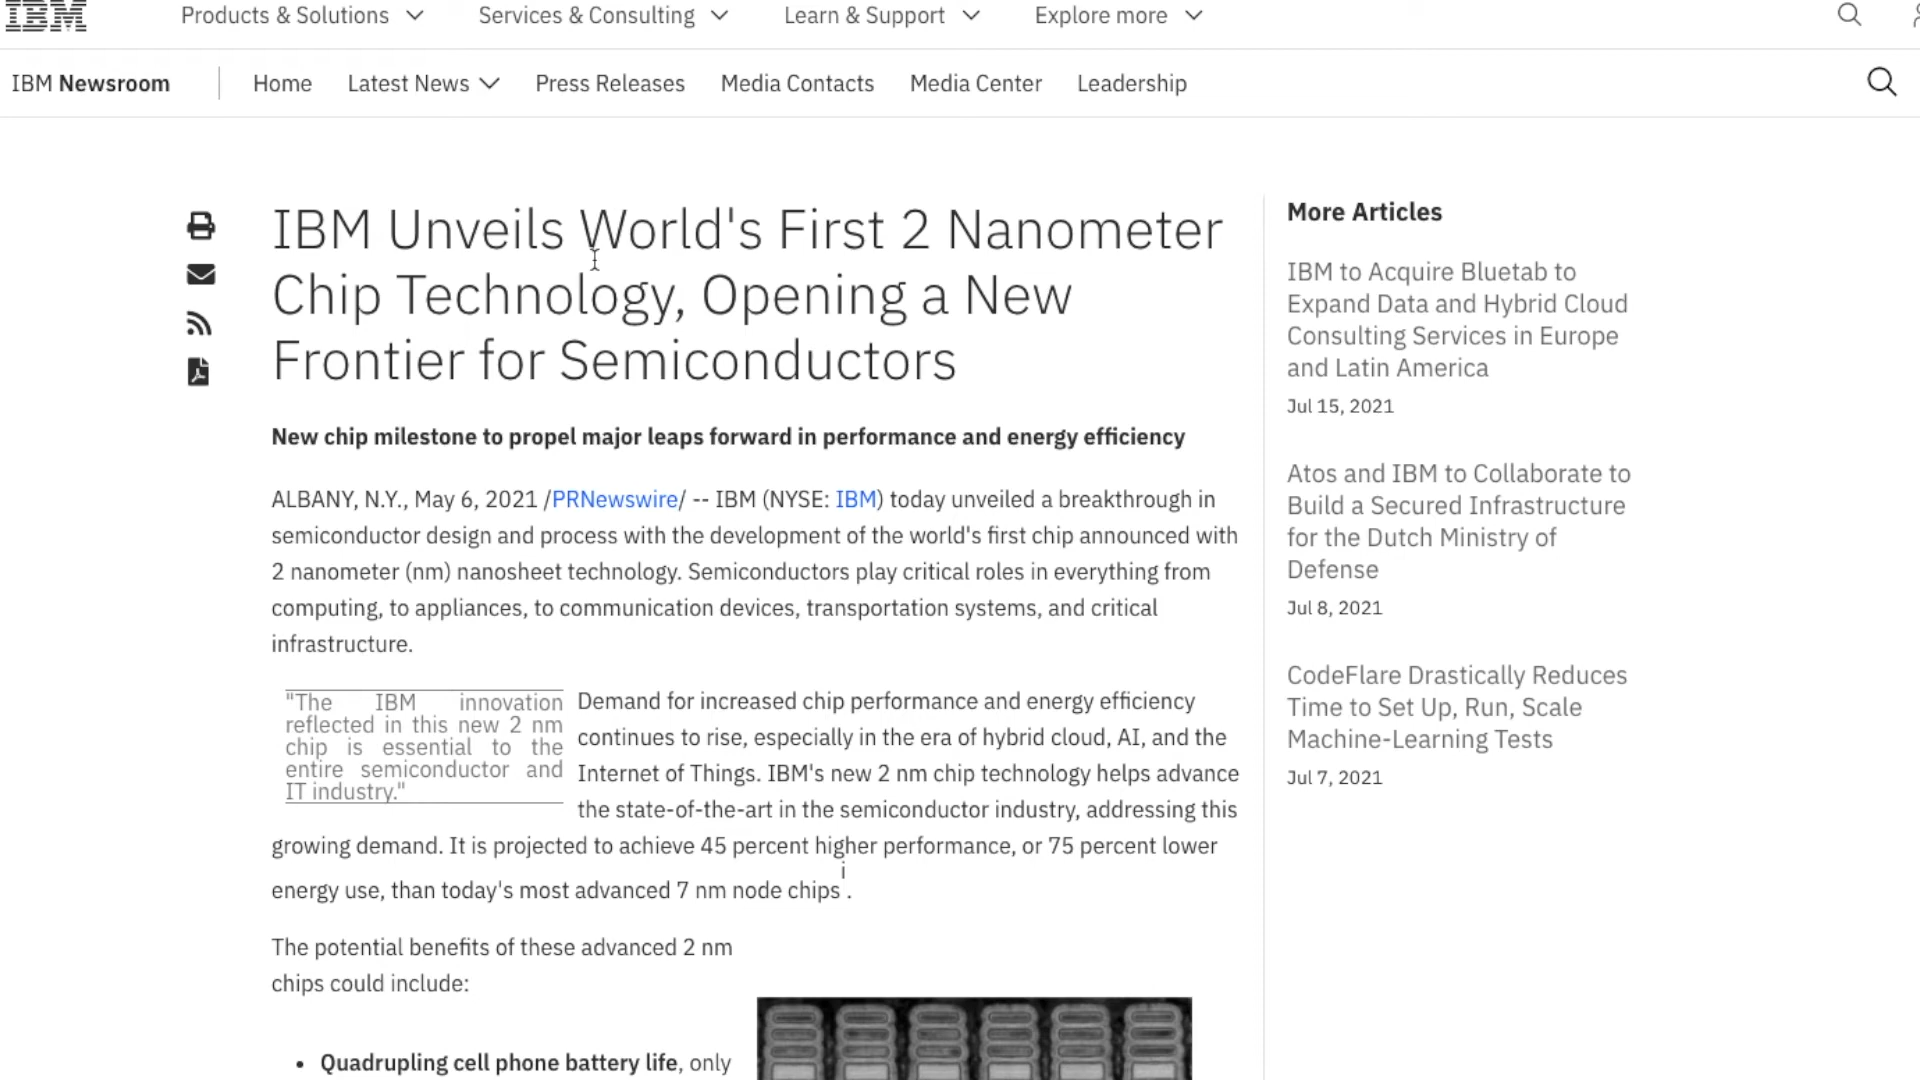 IBM
Products & Solutions
Services & Consulting
Learn & Support
Explore more
IBM Newsroom
Home
Latest News
Press Releases
Media Contacts
Media Center
Leadership
IBM Unveils World's First 2 Nanometer
Chip Technology, Opening a New
Frontier for Semiconductors
New chip milestone to propel major leaps forward in performance and energy efficiency
ALBANY, N.Y., May 6, 2021 /PRNewswire/ -- IBM (NYSE: IBM) today unveiled a breakthrough in
semiconductor design and process with the development of the world's first chip announced with
2 nanometer (nm) nanosheet technology. Semiconductors play critical roles in everything from
computing, to appliances, to communication devices, transportation systems, and critical
infrastructure.
"The IBM innovation
reflected in this new 2 nm
chip is essential to the
entire semiconductor and
IT industry."
Demand for increased chip performance and energy efficiency
continues to rise, especially in the era of hybrid cloud, AI, and the
Internet of Things. IBM's new 2 nm chip technology helps advance
the state-of-the-art in the semiconductor industry, addressing this
growing demand. It is projected to achieve 45 percent higher performance, or 75 percent lower
energy use, than today's most advanced 7 nm node chips i.
The potential benefits of these advanced 2 nm
chips could include:
• Quadrupling cell phone battery life, only
More Articles
IBM to Acquire Bluetab to
Expand Data and Hybrid Cloud
Consulting Services in Europe
and Latin America
Jul 15, 2021
Atos and IBM to Collaborate to
Build a Secured Infrastructure
for the Dutch Ministry of
Defense
Jul 8, 2021
CodeFlare Drastically Reduces
Time to Set Up, Run, Scale
Machine-Learning Tests
Jul 7, 2021